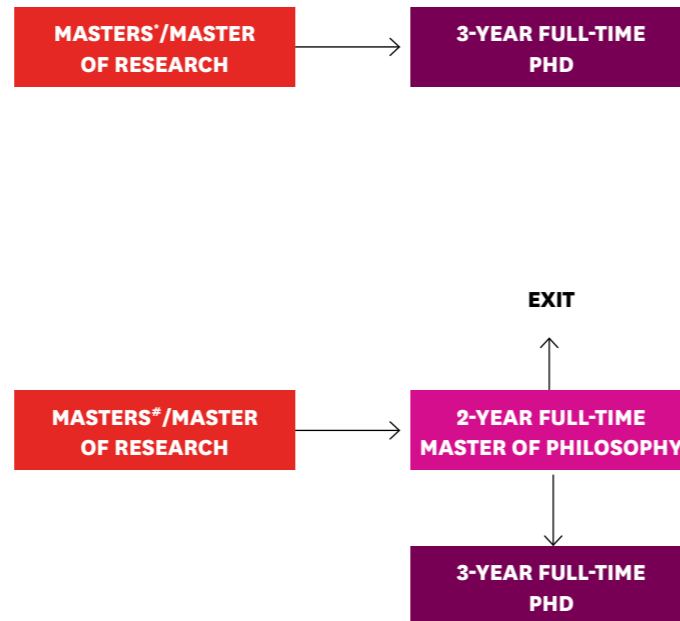 MASTERS*/MASTER
OF RESEARCH
3-YEAR FULL-TIME
PHD
EXIT
MASTERS#/MASTER
OF RESEARCH
2-YEAR FULL-TIME
MASTER OF PHILOSOPHY
3-YEAR FULL-TIME
PHD